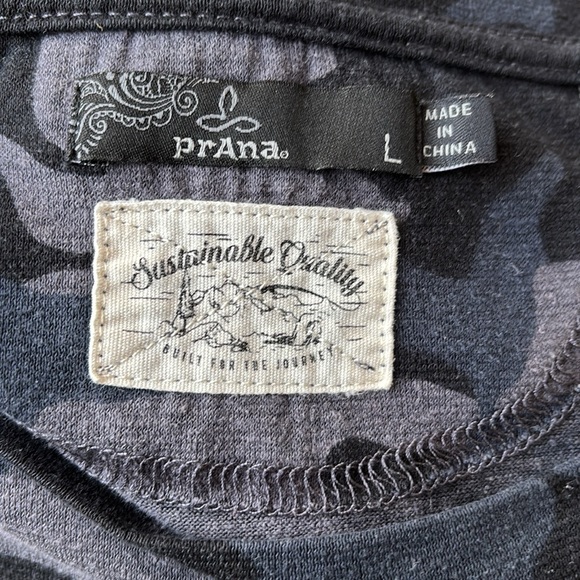 prAna
L
MADE
IN
CHINA
Sustainable Quality
BUILT FOR THE JOURNEY